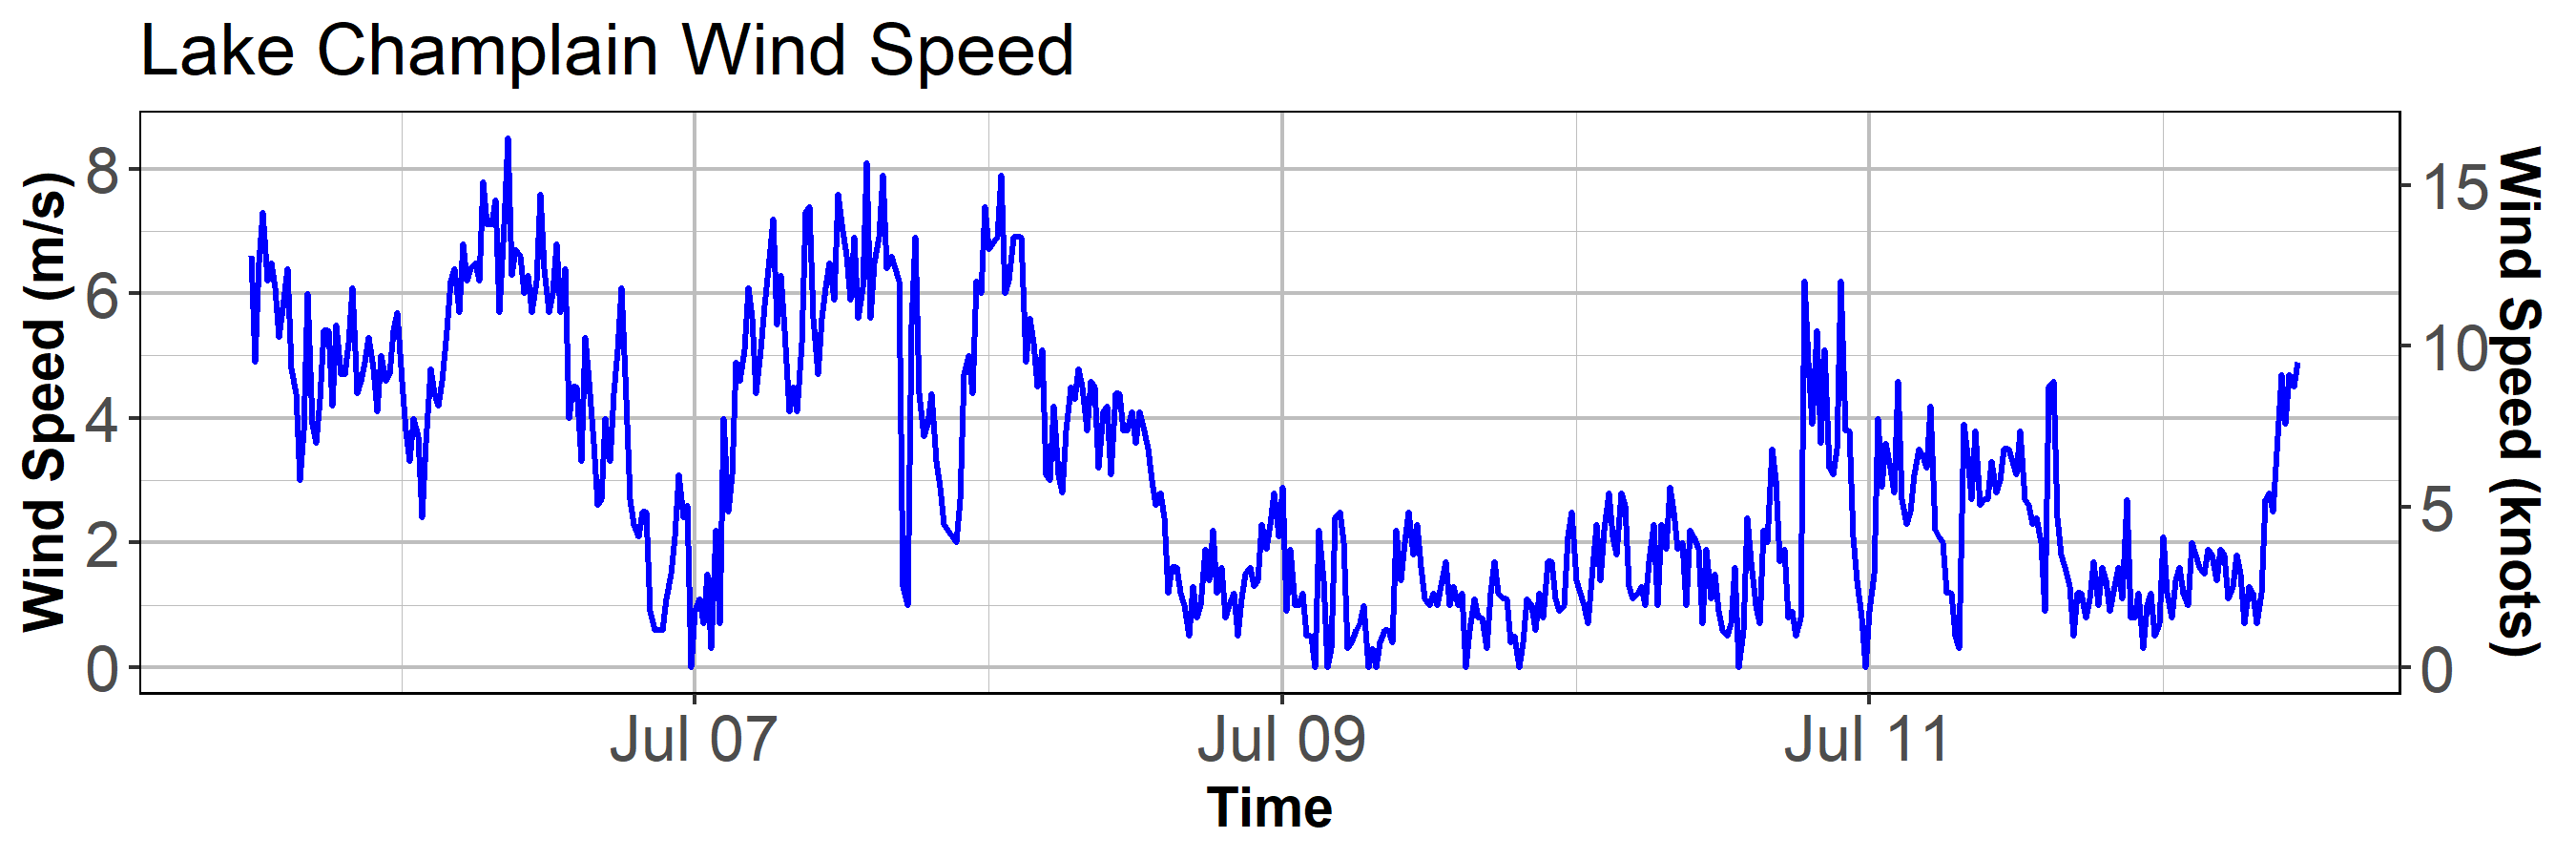 Lake Champlain Wind Speed
Wind Speed (m/s)
8
6
4
2
0
15
10
5
0
Wind Speed (knots)
Jul 07
Jul 09
Jul 11
Time